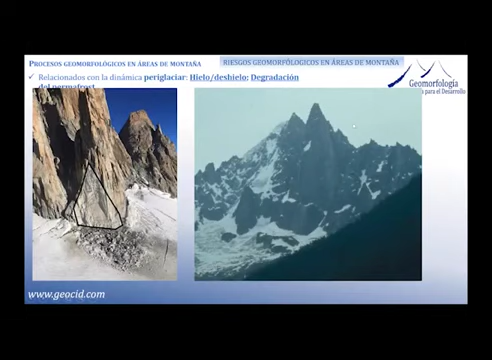 PROCESOS GEOMORFOLÓGICOS EN ÁREAS DE MONTAÑA
RIESGOS GEOMORFÓLOGICOS EN ÁREAS DE MONTAÑA
✓ Relacionados con la dinámica periglaciar: Hielo/deshielo: Degradación
del permafrost
Geomorfología
para el Desarrollo
www.geocid.com